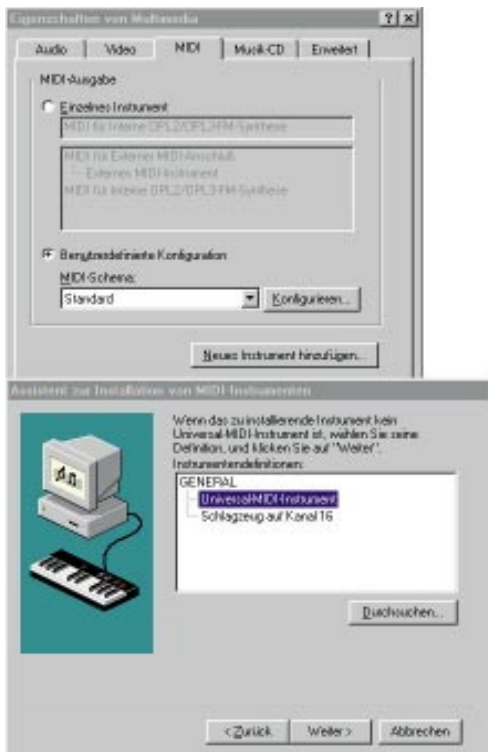 Eigenschaften von Multimedia
Audio Video MIDI Musik-CD Erweitert
MIDI-Ausgabe
Einzelnes Instrument
MIDI für Interne OPL2/OPL3-FM-Synthese
MIDI für Externes MIDI-Anschluß
Externes MIDI-Instrument
MIDI für Interne OPL2/OPL3-FM-Synthese
Benutzerdefinierte Konfiguration
MIDI-Schema:
Standard Konfigurieren...
Neues Instrument hinzufügen...
Assistent zur Installation von MIDI-Instrumenten
Wenn das zu installierende Instrument kein
Universal-MIDI-Instrument ist, wählen Sie seine
Definition, und klicken Sie auf "Weiter".
Instrumentendefinitionen:
GENERAL
Universal-MIDI-Instrument
Schlagzeug auf Kanal 16
Durchsuchen...
< Zurück Weiter > Abbrechen